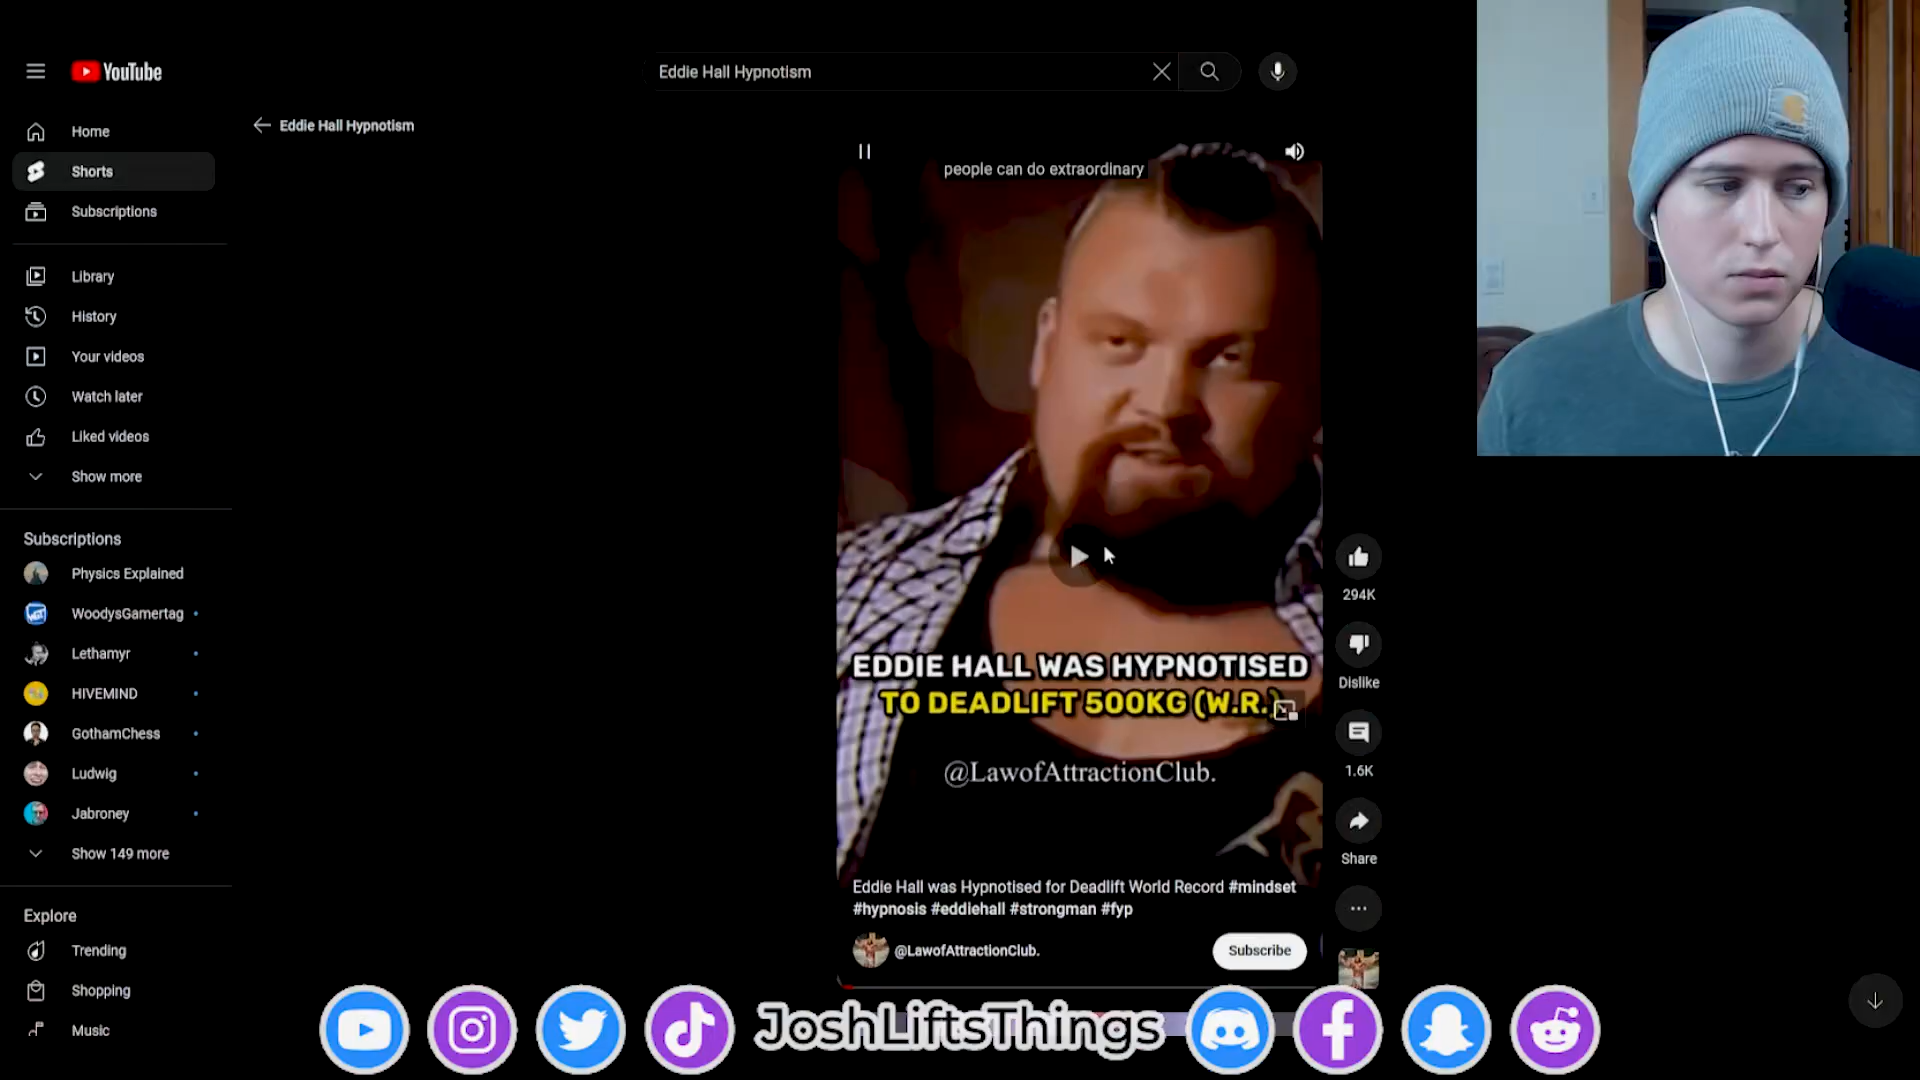 YouTube
Eddie Hall Hypnotism
Home
Eddie Hall Hypnotism
Shorts
Subscriptions
Library
History
Your videos
Watch later
Liked videos
Show more
Subscriptions
Physics Explained
WoodysGamertag
Lethamyr
HIVEMIND
GothamChess
Ludwig
Jabroney
Show 149 more
Explore
Trending
Shopping
Music
people can do extraordinary
EDDIE HALL WAS HYPNOTISED
TO DEADLIFT 500KG (W.R.)
@LawofAttractionClub.
Eddie Hall was Hypnotised for Deadlift World Record #mindset
#hypnosis #eddiehall #strongman #fyp
@LawofAttractionClub.
Subscribe
294K
Dislike
1.6K
Share
JoshLiftsThings